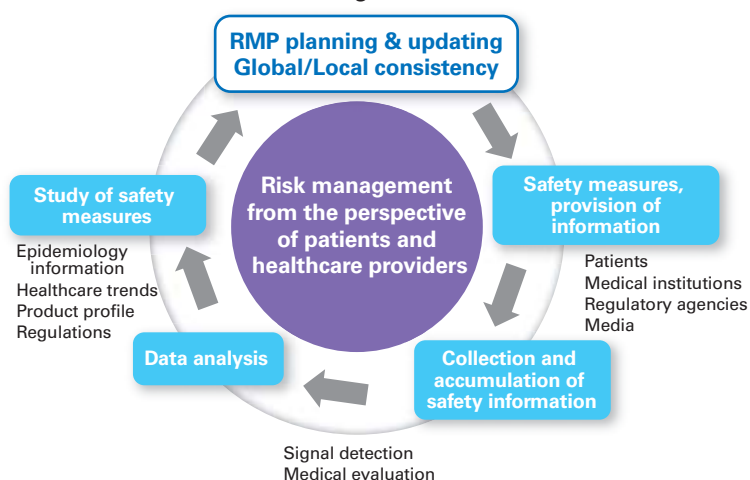 RMP planning & updating
Global/Local consistency
Risk management
from the perspective
of patients and
healthcare providers
Safety measures,
provision of
information
Patients
Medical institutions
Regulatory agencies
Media
Collection and
accumulation of
safety information
Signal detection
Medical evaluation
Data analysis
Study of safety
measures
Epidemiology
information
Healthcare trends
Product profile
Regulations